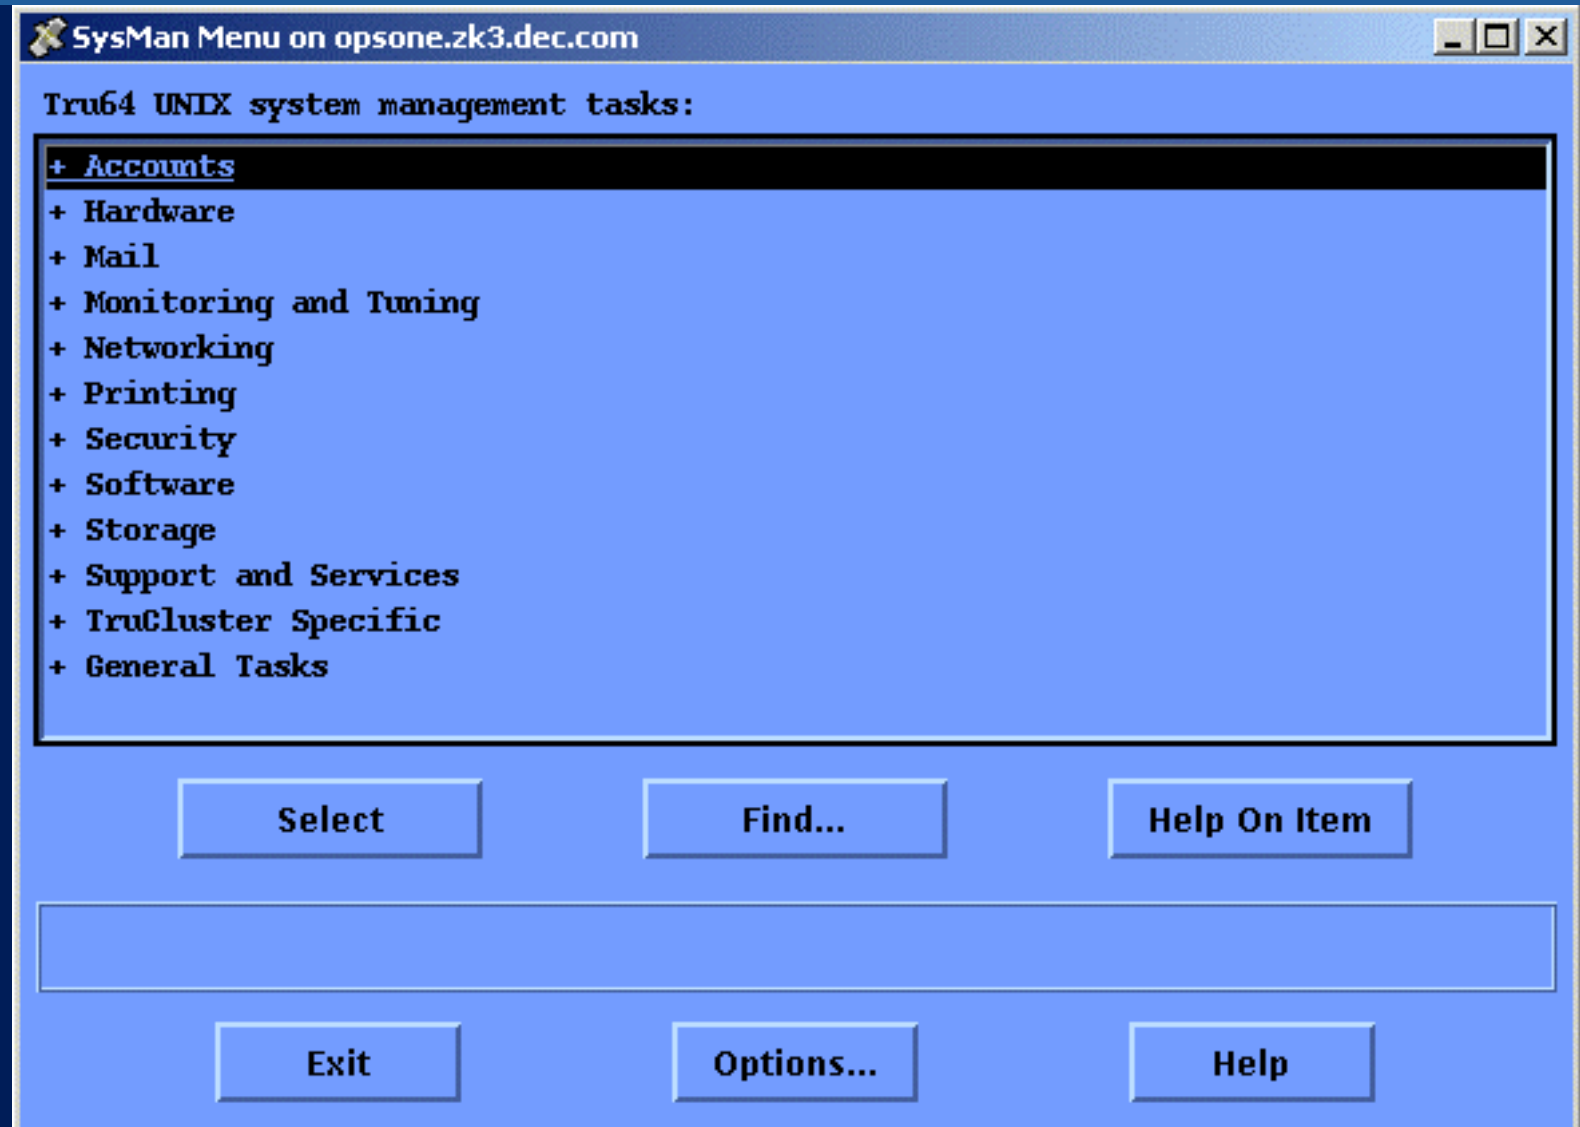 SysMan Menu on opsone.zk3.dec.com
Tru64 UNIX system management tasks:
+ Accounts
+ Hardware
+ Mail
+ Monitoring and Tuning
+ Networking
+ Printing
+ Security
+ Software
+ Storage
+ Support and Services
+ TruCluster Specific
+ General Tasks
Select Find... Help On Item
Exit Options... Help